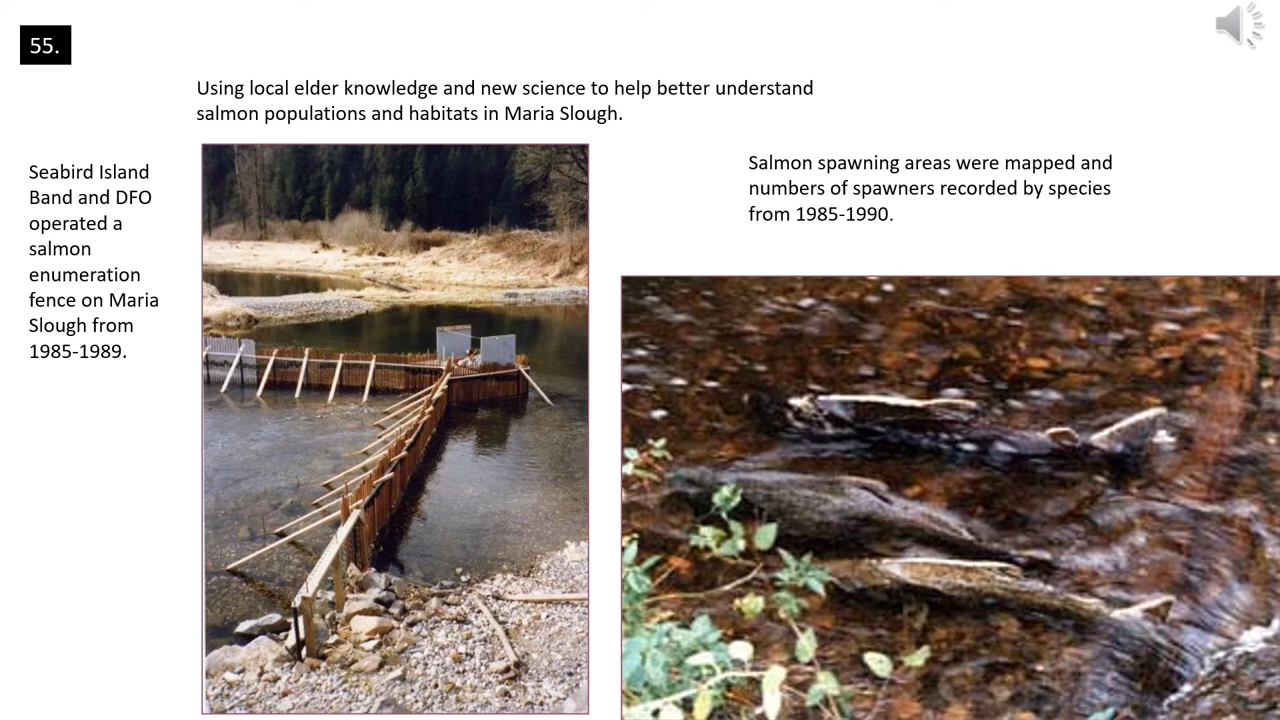 55.
Using local elder knowledge and new science to help better understand
salmon populations and habitats in Maria Slough.
Seabird Island
Band and DFO
operated a
salmon
enumeration
fence on Maria
Slough from
1985-1989.
Salmon spawning areas were mapped and
numbers of spawners recorded by species
from 1985-1990.